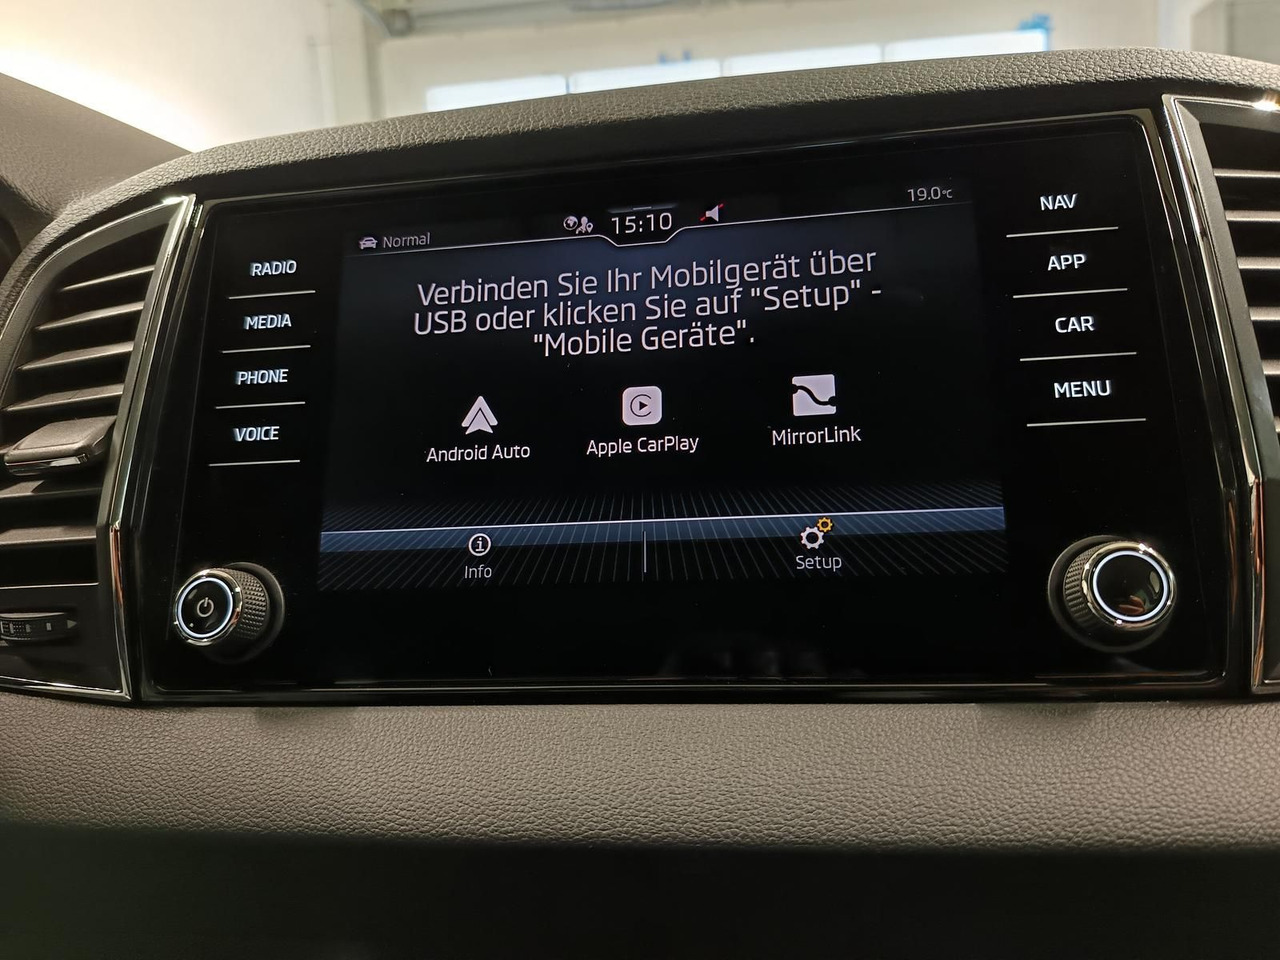 Normal
15:10
19.0°C
RADIO
MEDIA
PHONE
VOICE
Verbinden Sie Ihr Mobilgerät über
USB oder klicken Sie auf "Setup" -
"Mobile Geräte".
Android Auto
Apple CarPlay
MirrorLink
Info
Setup
NAV
APP
CAR
MENU